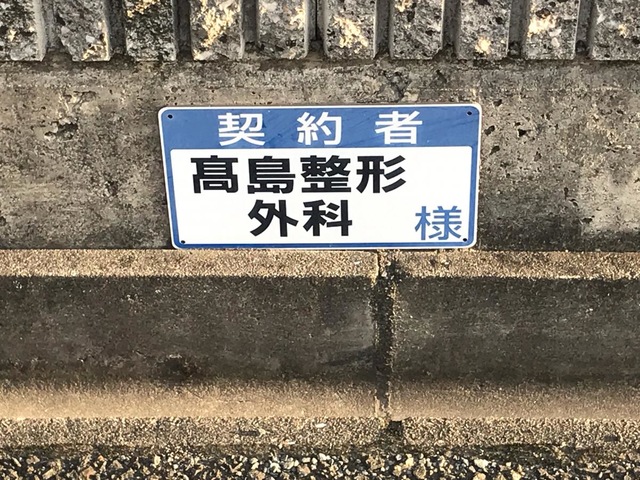 契約者
髙島整形
外科 様